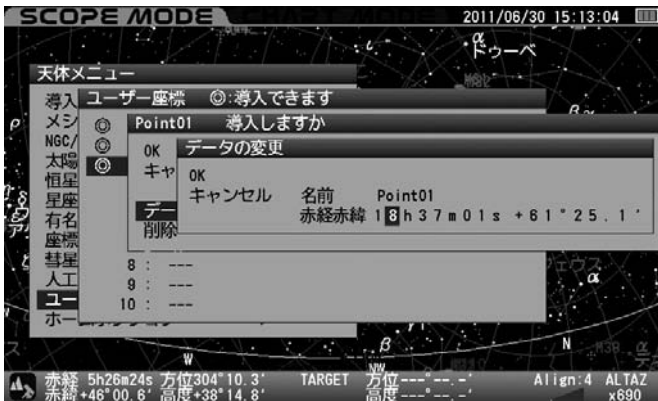 SCOPE MODE
2011/06/30 15:13:04
α
ドゥーベ
天体メニュー
導入
ユーザー座標 ◎:導入できます
メシ
Point01 導入しますか
NGC/
OK
データの変更
太陽
キャ
OK
恒星
キャンセル 名前 Point01
星座
デー
赤経赤緯 18h37m01s +61°25.1'
有名
削除
座標
彗星
8 : ---
人工
9 : ---
ユー
10 : ---
α
β
W
NW
N
赤経 5h26m24s 方位304°10.3' TARGET 方位---°--.-' Align:4 ALTAZ
赤緯+46°00.6' 高度+38°14.8' 高度---°--.-' x690